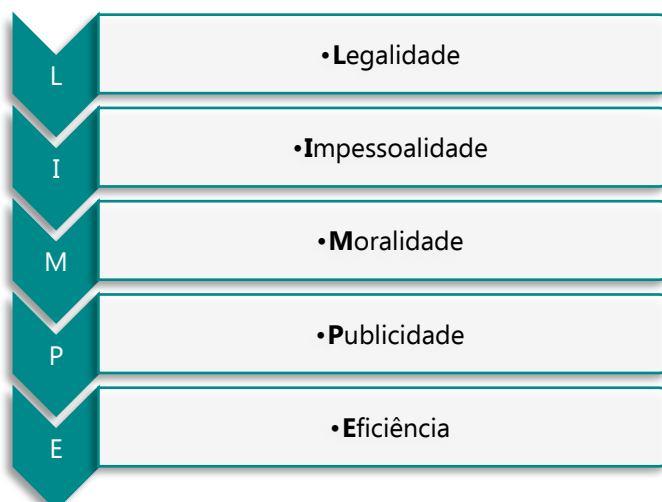 L
•Legalidade
I
•Impessoalidade
M
•Moralidade
P
•Publicidade
E
•Eficiência